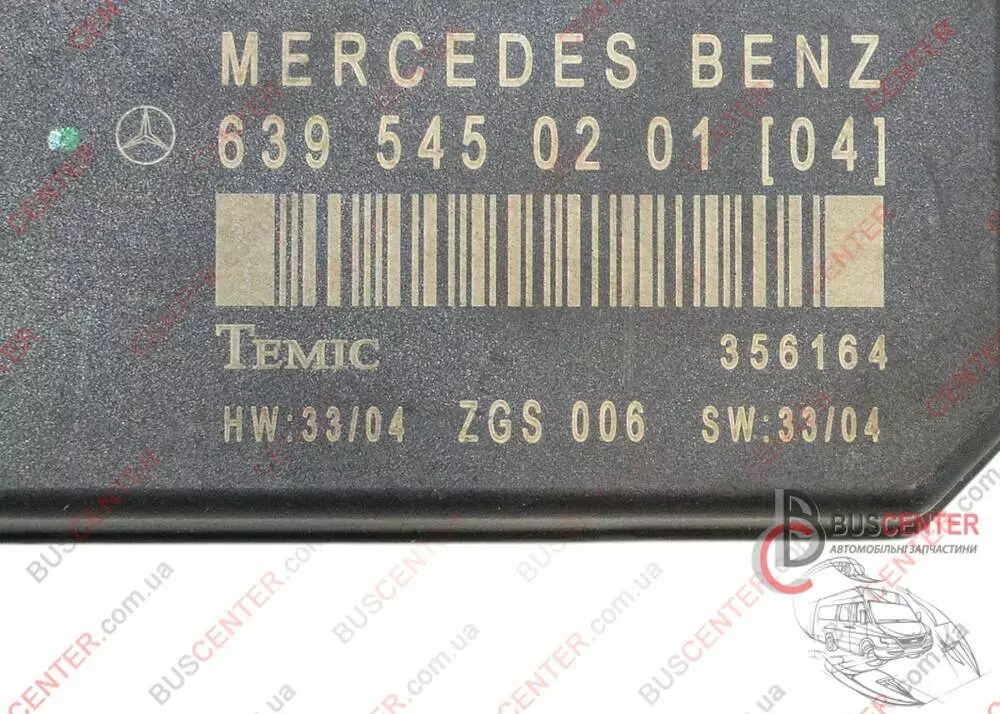 MERCEDES BENZ
639 545 02 01 [04]
TEMIC
356164
HW:33/04 ZGS 006 SW:33/04
BUSCENTER
АВТОМОБІЛЬНІ ЗАПЧАСТИНИ
BUSCENTER.com.ua